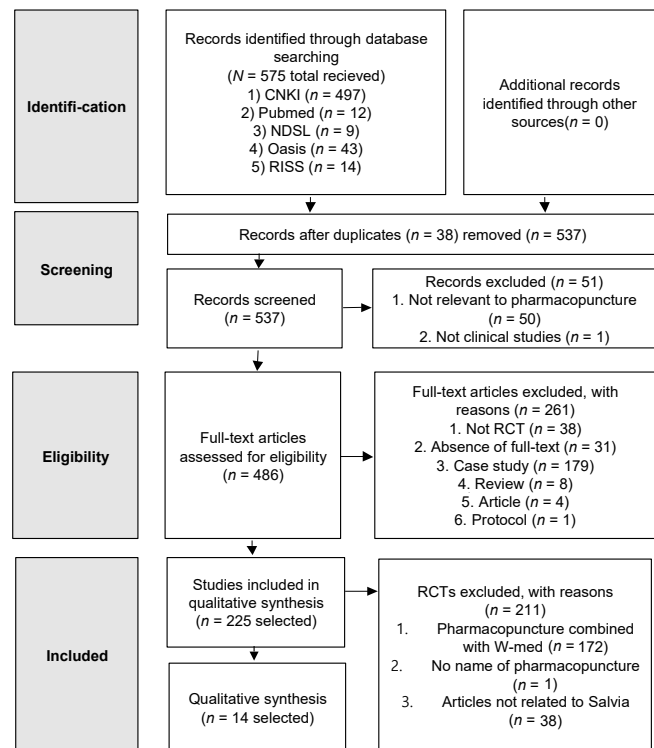 Identifi-cation
Records identified through database
searching
(N = 575 total recieved)
1) CNKI (n = 497)
2) Pubmed (n = 12)
3) NDSL (n = 9)
4) Oasis (n = 43)
5) RISS (n = 14)
Additional records
identified through other
sources(n = 0)
Screening
Records after duplicates (n = 38) removed (n = 537)
Records screened
(n = 537)
Records excluded (n = 51)
1. Not relevant to pharmacopuncture
(n = 50)
2. Not clinical studies (n = 1)
Eligibility
Full-text articles
assessed for eligibility
(n = 486)
Full-text articles excluded, with
reasons (n = 261)
1. Not RCT (n = 38)
2. Absence of full-text (n = 31)
3. Case study (n = 179)
4. Review (n = 8)
5. Article (n = 4)
6. Protocol (n = 1)
Included
Studies included in
qualitative synthesis
(n = 225 selected)
RCTs excluded, with reasons
(n = 211)
1. Pharmacopuncture combined
with W-med (n = 172)
2. No name of pharmacopuncture
(n = 1)
3. Articles not related to Salvia
(n = 38)
Qualitative synthesis
(n = 14 selected)